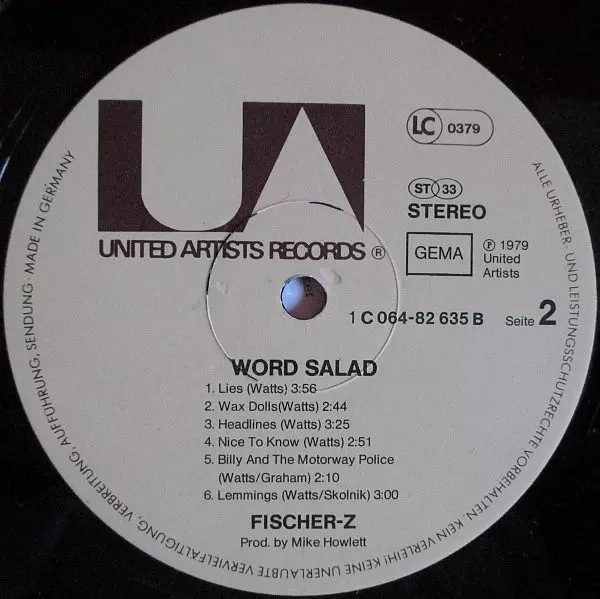 UA
UNITED ARTISTS RECORDS ®
LC 0379
ST 33
STEREO
GEMA
℗ 1979
United
Artists
1 C 064-82 635 B Seite 2
WORD SALAD
1. Lies (Watts) 3:56
2. Wax Dolls(Watts) 2:44
3. Headlines (Watts) 3:25
4. Nice To Know (Watts) 2:51
5. Billy And The Motorway Police
(Watts/Graham) 2:10
6. Lemmings (Watts/Skolnik) 3:00
FISCHER-Z
Prod. by Mike Howlett
ALLE URHEBER- UND LEISTUNGSSCHUTZRECHTE VORBEHALTEN. KEIN VERLEIH! KEINE UNERLAUBTE VERVIELFÄLTIGUNG, VERBREITUNG, AUFFÜHRUNG, SENDUNG · MADE IN GERMANY